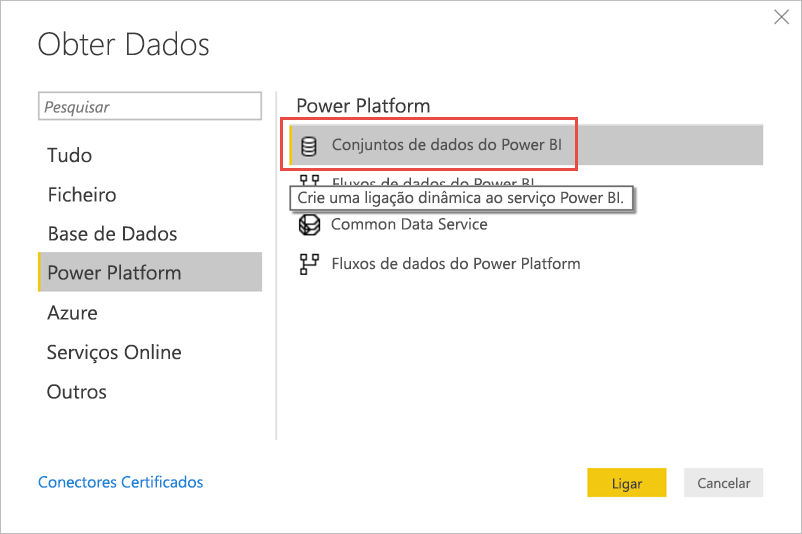 Obter Dados
Pesquisar
Tudo
Ficheiro
Base de Dados
Power Platform
Azure
Serviços Online
Outros
Power Platform
Conjuntos de dados do Power BI
Fluxos de dados do Power BI
Crie uma ligação dinâmica ao serviço Power BI.
Common Data Service
Fluxos de dados do Power Platform
Conectores Certificados
Ligar
Cancelar